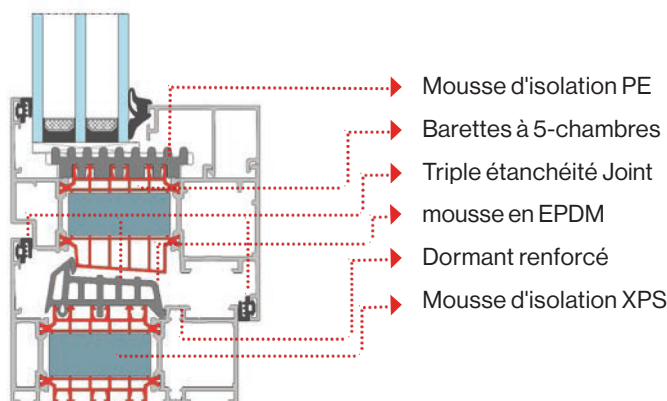 Mousse d'isolation PE
Barettes à 5-chambres
Triple étanchéité Joint
mousse en EPDM
Dormant renforcé
Mousse d'isolation XPS